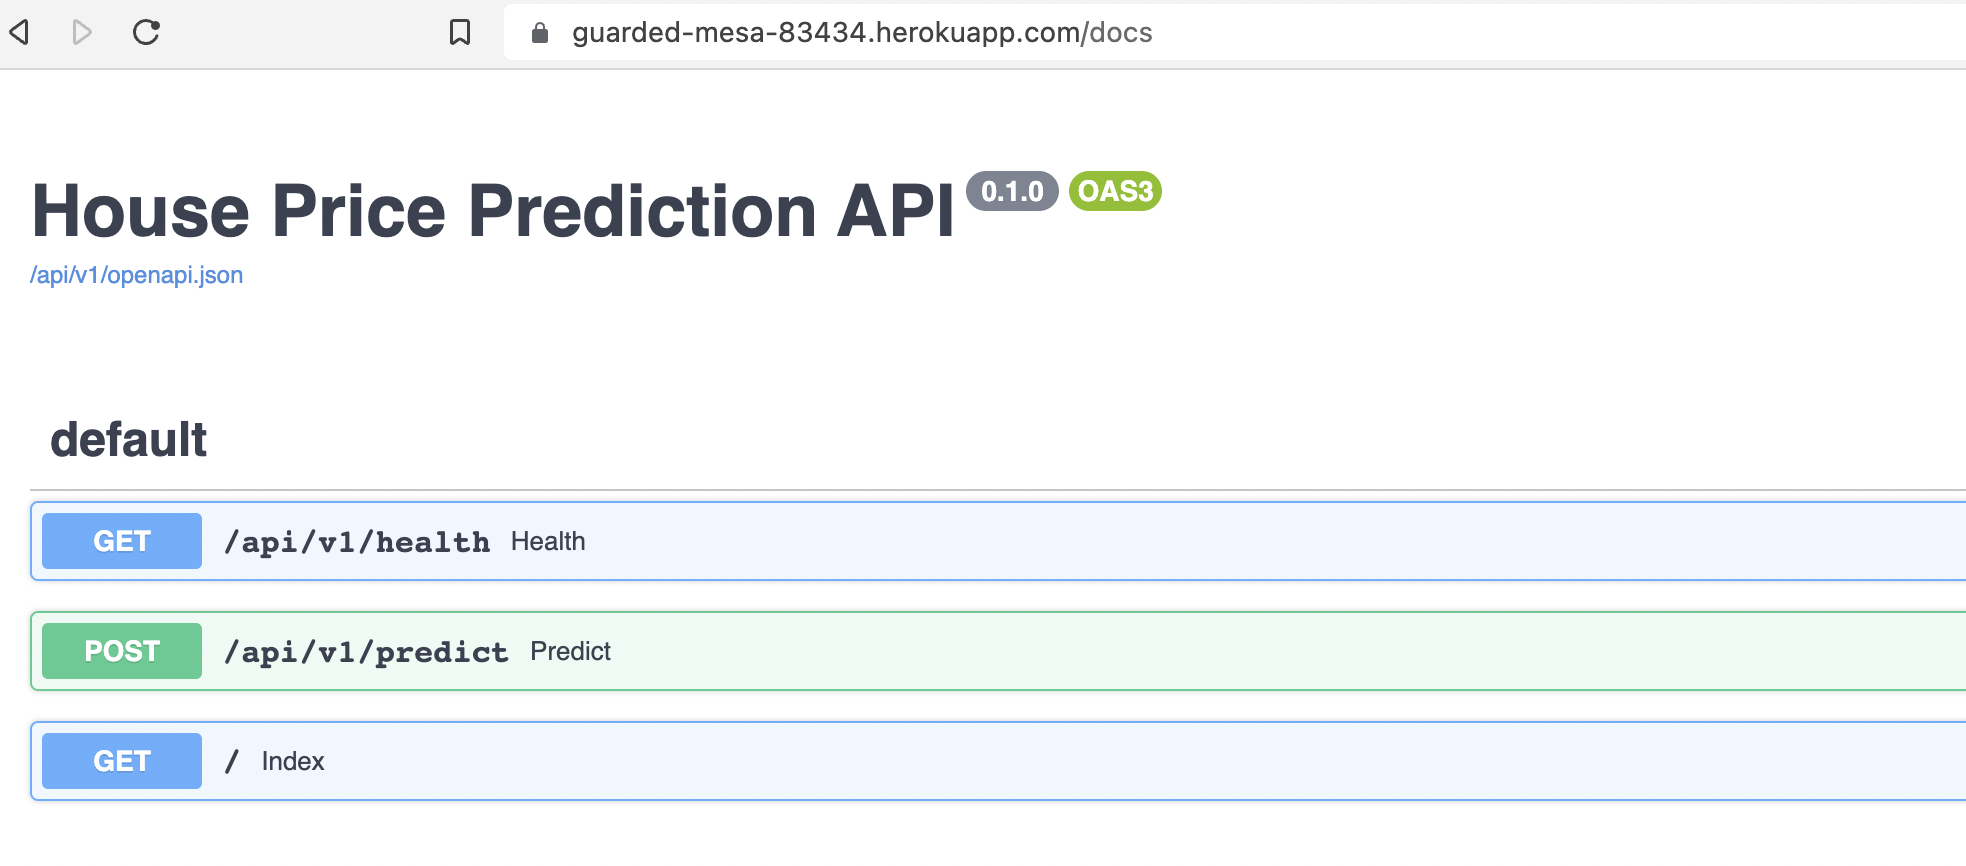 guarded-mesa-83434.herokuapp.com/docs
House Price Prediction API 0.1.0 OAS3
/api/v1/openapi.json
default
GET /api/v1/health Health
POST /api/v1/predict Predict
GET / Index